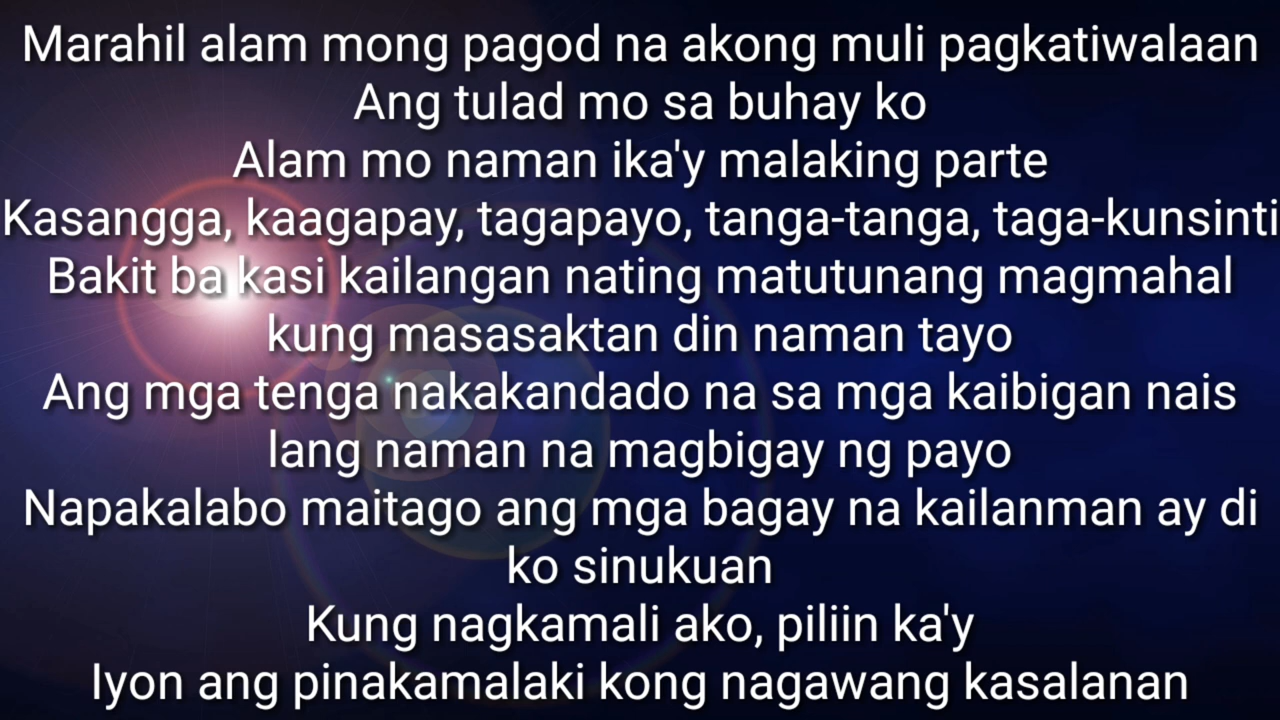 Marahil alam mong pagod na akong muli pagkatiwalaan
Ang tulad mo sa buhay ko
Alam mo naman ika'y malaking parte
Kasangga, kaagapay, tagapayo, tanga-tanga, taga-kunsinti
Bakit ba kasi kailangan nating matutunang magmahal
kung masasaktan din naman tayo
Ang mga tenga nakakandado na sa mga kaibigan nais
lang naman na magbigay ng payo
Napakalabo maitago ang mga bagay na kailanman ay di
ko sinukuan
Kung nagkamali ako, piliin ka'y
Iyon ang pinakamalaki kong nagawang kasalanan